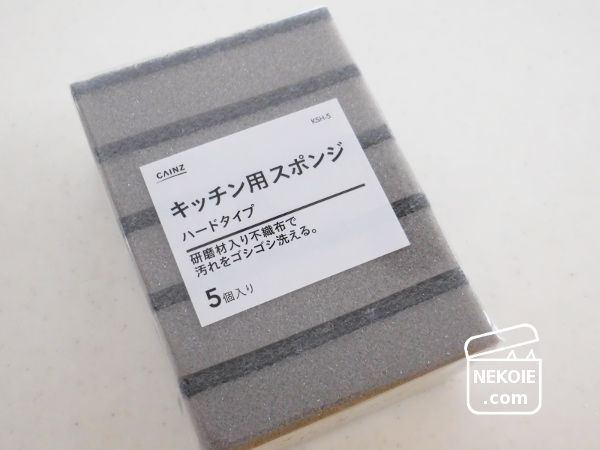 CAINZ
KSH-5
キッチン用スポンジ
ハードタイプ
研磨材入り不織布で
汚れをゴシゴシ洗える。
5個入り
NEKOIE
.com